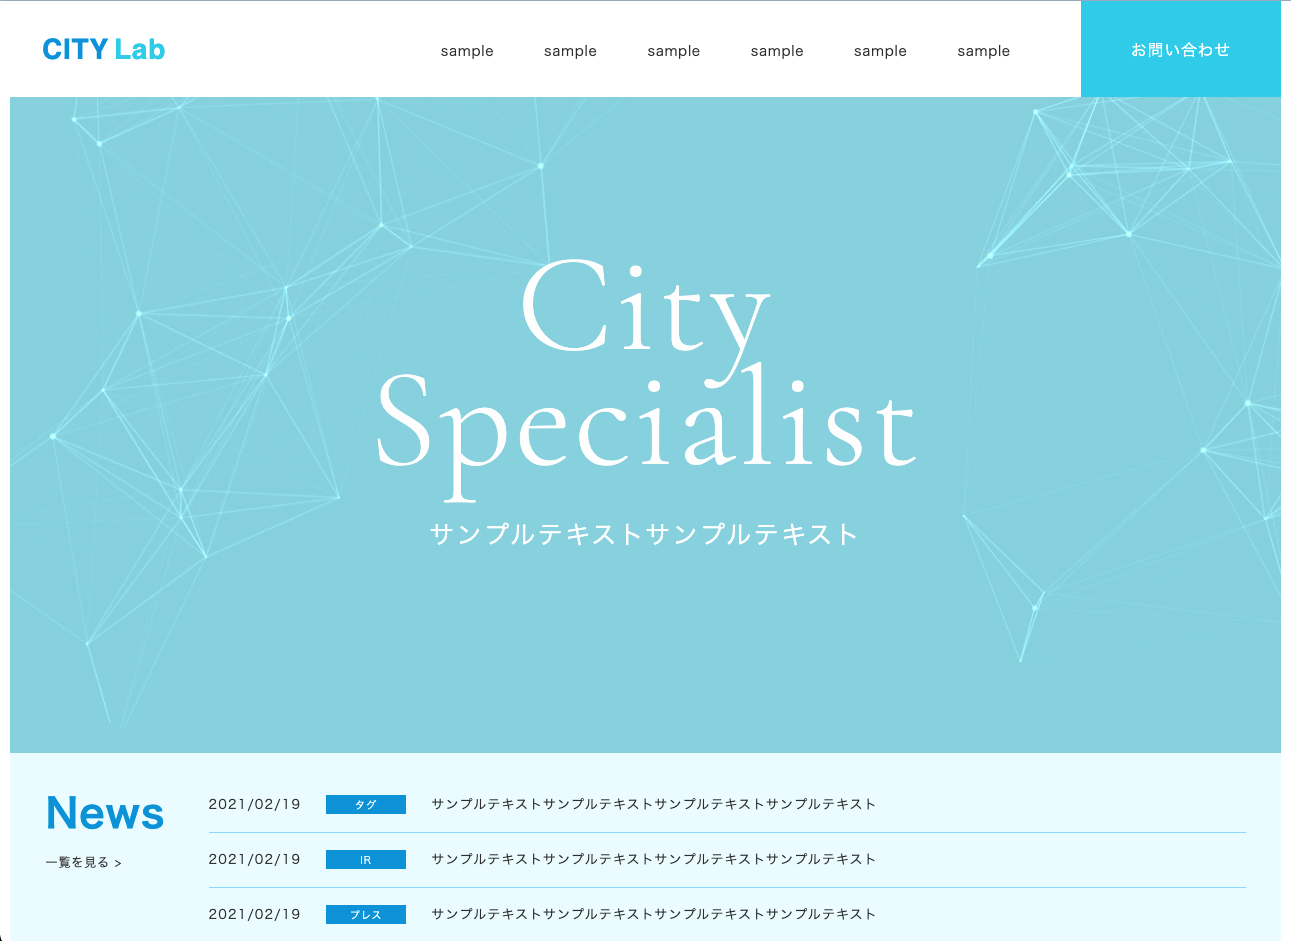 CITY Lab
sample sample sample sample sample sample
お問い合わせ
City
Specialist
サンプルテキストサンプルテキスト
News
一覧を見る >
2021/02/19 タグ サンプルテキストサンプルテキストサンプルテキストサンプルテキスト
2021/02/19 IR サンプルテキストサンプルテキストサンプルテキストサンプルテキスト
2021/02/19 プレス サンプルテキストサンプルテキストサンプルテキストサンプルテキスト